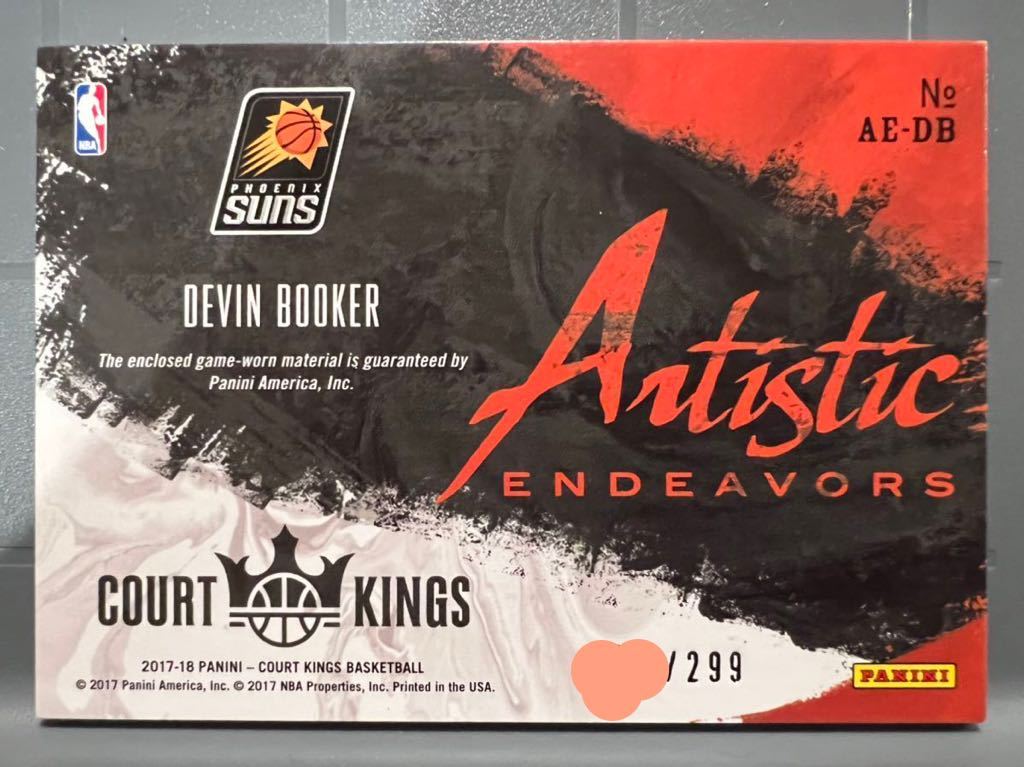 NBA
PHOENIX
SUNS
No
AE-DB
DEVIN BOOKER
The enclosed game-worn material is guaranteed by
Panini America, Inc.
Artistic
ENDEAVORS
COURT KINGS
2017-18 PANINI – COURT KINGS BASKETBALL
© 2017 Panini America, Inc. © 2017 NBA Properties, Inc. Printed in the USA.
/299
PANINI